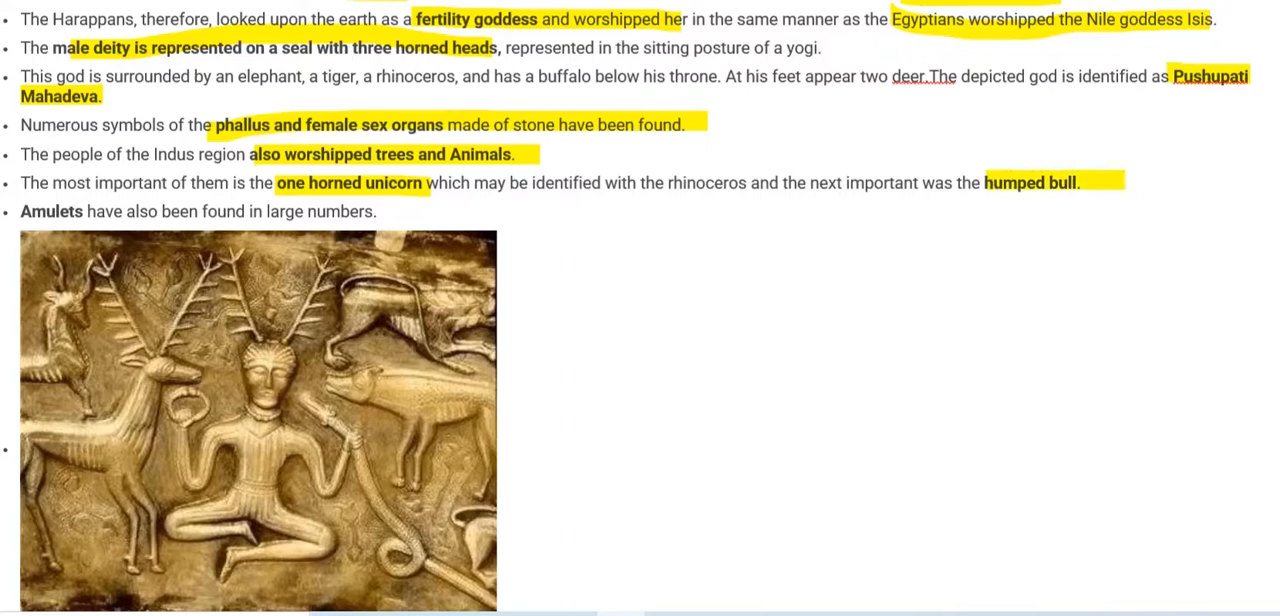 The Harappans, therefore, looked upon the earth as a fertility goddess and worshipped her in the same manner as the Egyptians worshipped the Nile goddess Isis.
The male deity is represented on a seal with three horned heads, represented in the sitting posture of a yogi.
This god is surrounded by an elephant, a tiger, a rhinoceros, and has a buffalo below his throne. At his feet appear two deer.The depicted god is identified as Pushupati
Mahadeva.
Numerous symbols of the phallus and female sex organs made of stone have been found.
The people of the Indus region also worshipped trees and Animals.
The most important of them is the one horned unicorn which may be identified with the rhinoceros and the next important was the humped bull.
Amulets have also been found in large numbers.